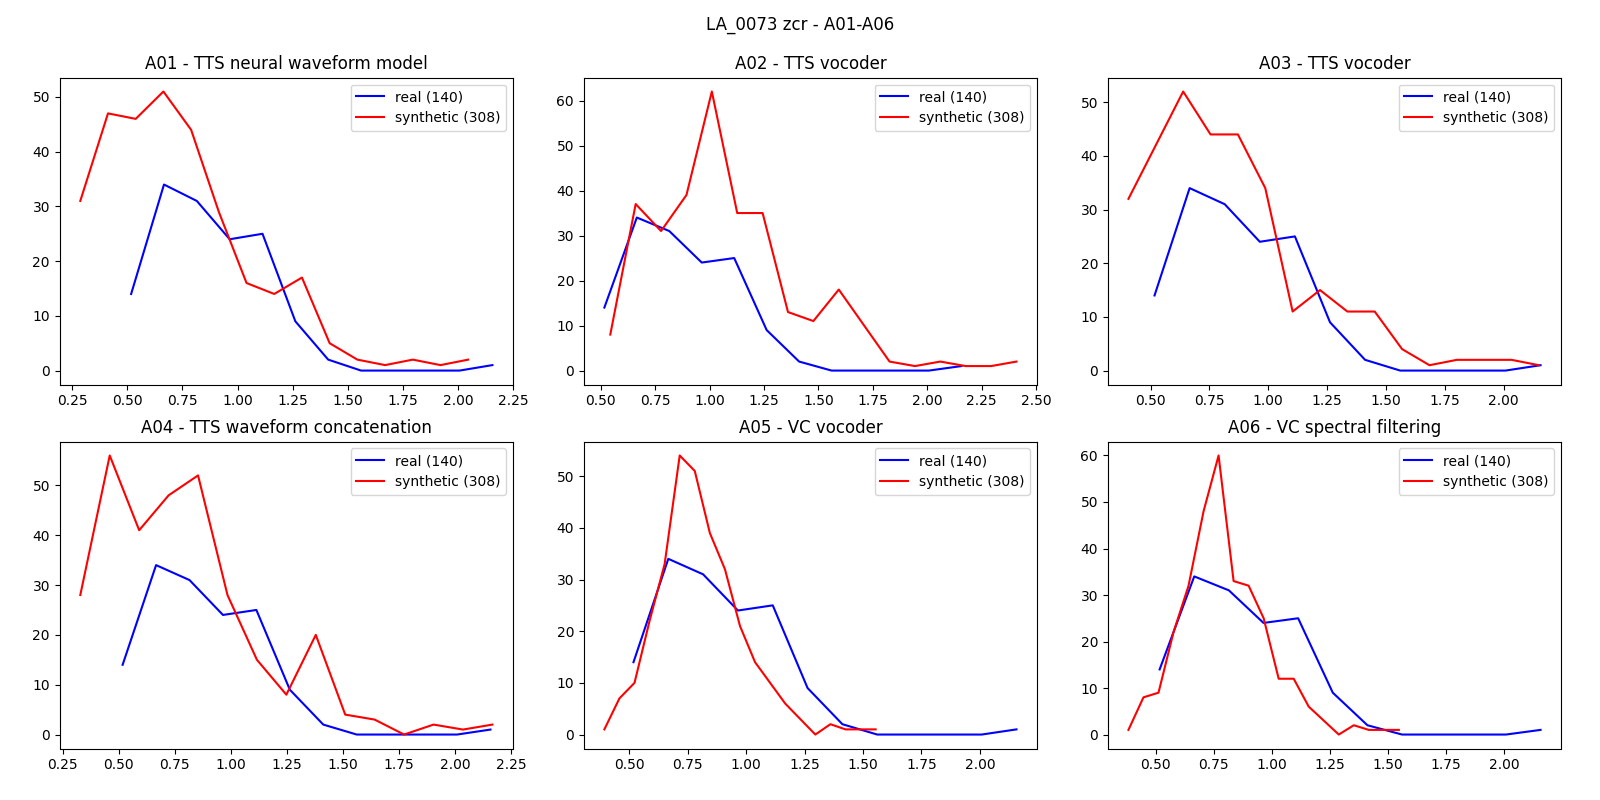 LA_0073 zcr - A01-A06
A01 - TTS neural waveform model
real (140)
synthetic (308)
50
40
30
20
10
0
0.25 0.50 0.75 1.00 1.25 1.50 1.75 2.00 2.25
A02 - TTS vocoder
real (140)
synthetic (308)
60
50
40
30
20
10
0
0.50 0.75 1.00 1.25 1.50 1.75 2.00 2.25 2.50
A03 - TTS vocoder
real (140)
synthetic (308)
50
40
30
20
10
0
0.50 0.75 1.00 1.25 1.50 1.75 2.00
A04 - TTS waveform concatenation
real (140)
synthetic (308)
50
40
30
20
10
0
0.25 0.50 0.75 1.00 1.25 1.50 1.75 2.00 2.25
A05 - VC vocoder
real (140)
synthetic (308)
50
40
30
20
10
0
0.50 0.75 1.00 1.25 1.50 1.75 2.00
A06 - VC spectral filtering
real (140)
synthetic (308)
60
50
40
30
20
10
0
0.50 0.75 1.00 1.25 1.50 1.75 2.00